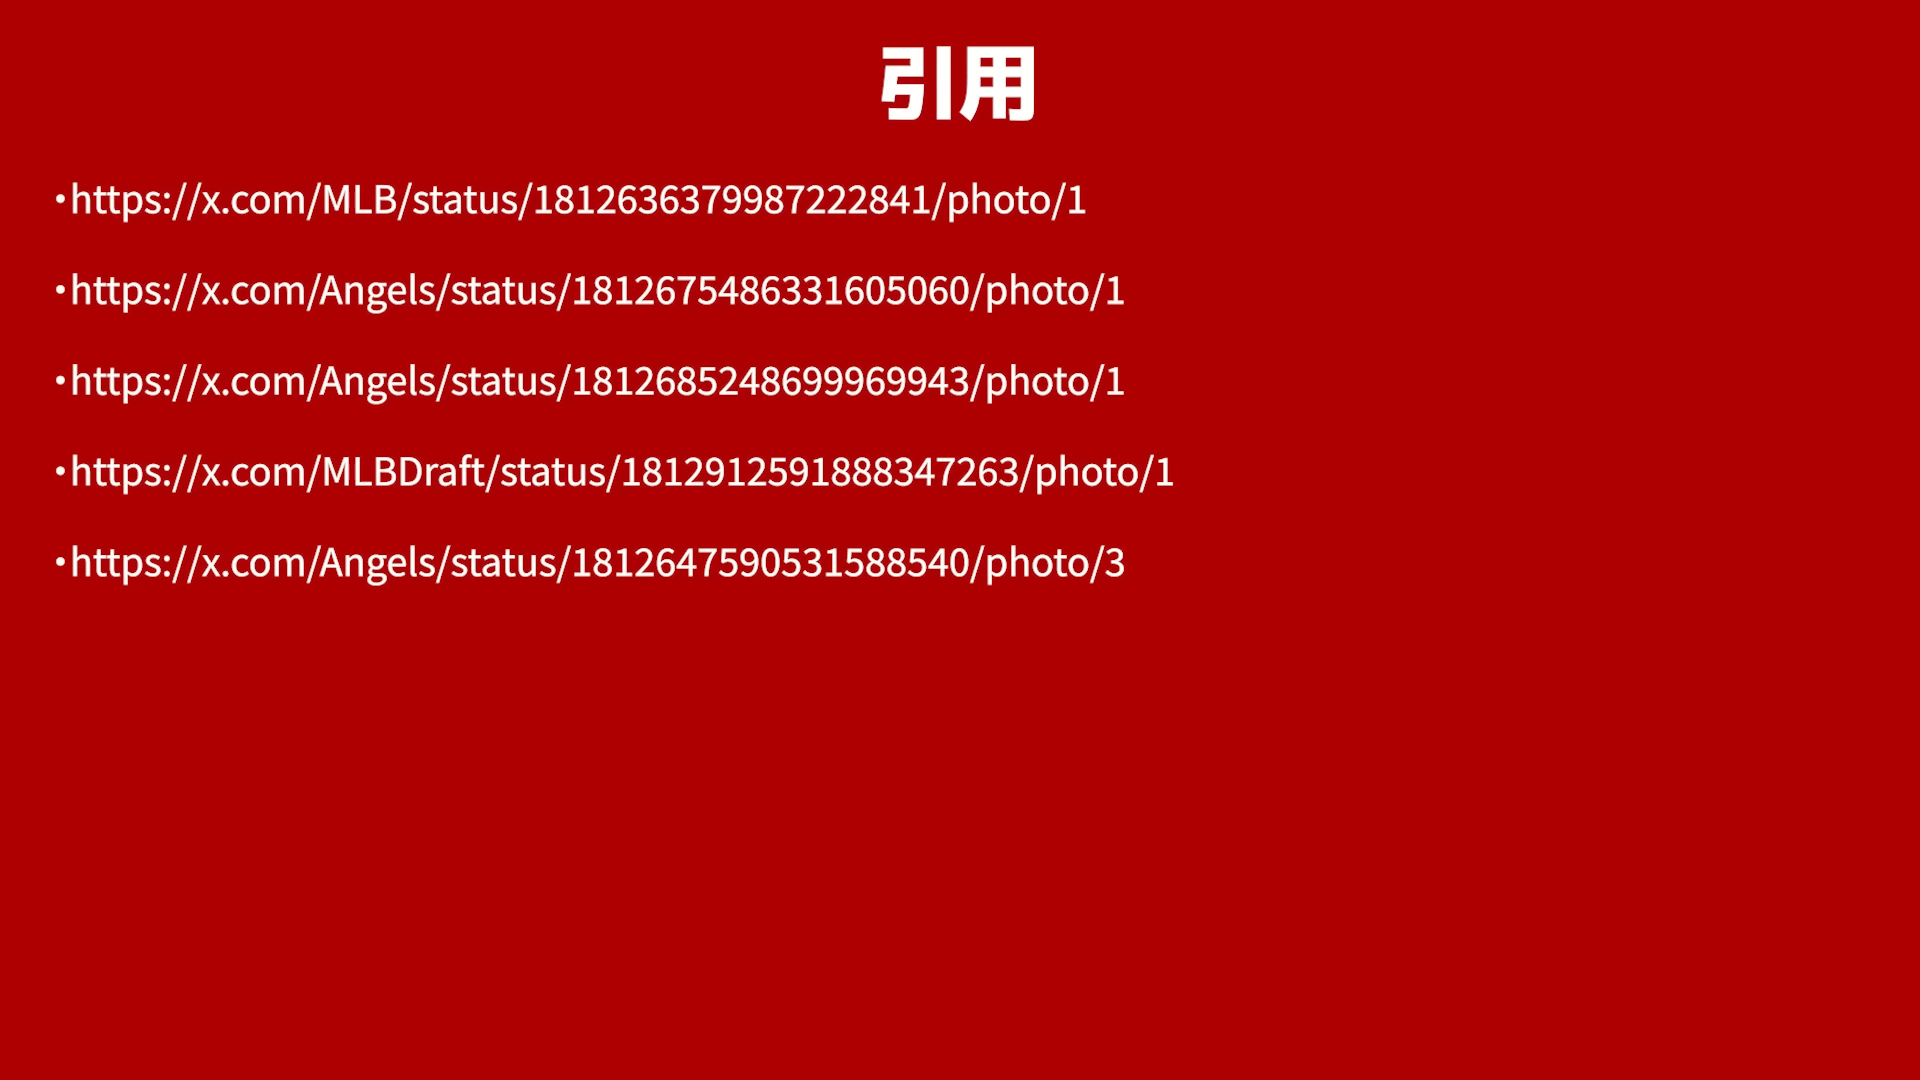 引用
・https://x.com/MLB/status/1812636379987222841/photo/1
・https://x.com/Angels/status/1812675486331605060/photo/1
・https://x.com/Angels/status/1812685248699969943/photo/1
・https://x.com/MLBDraft/status/1812912591888347263/photo/1
・https://x.com/Angels/status/1812647590531588540/photo/3